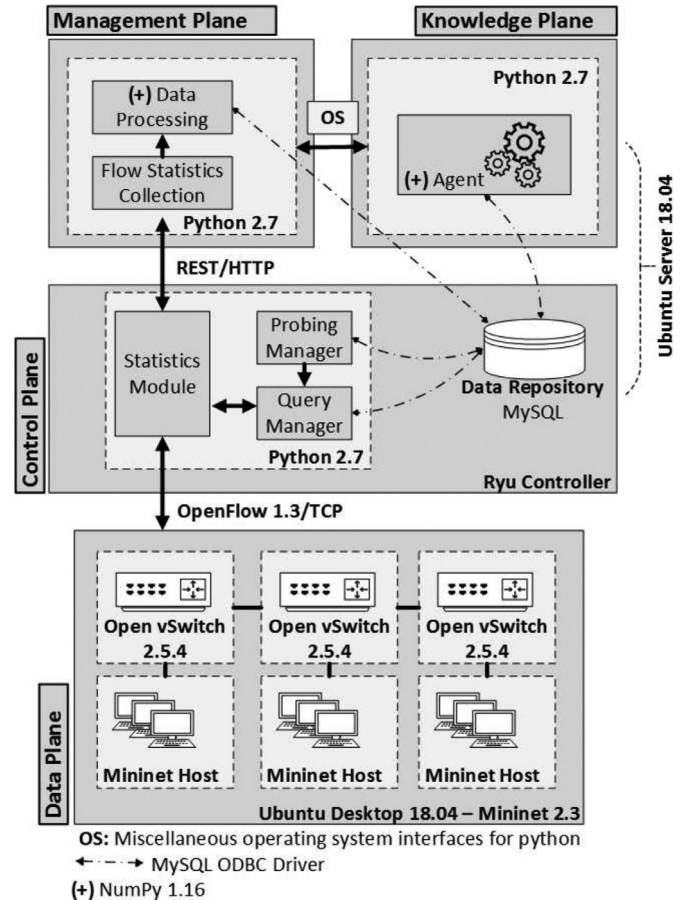 Management Plane
Knowledge Plane
(+) Data
Processing
Flow Statistics
Collection
Python 2.7
OS
Python 2.7
(+) Agent
Ubuntu Server 18.04
REST/HTTP
Control Plane
Statistics
Module
Probing
Manager
Query
Manager
Python 2.7
Data Repository
MySQL
Ryu Controller
OpenFlow 1.3/TCP
Data Plane
Open vSwitch
2.5.4
Open vSwitch
2.5.4
Open vSwitch
2.5.4
Mininet Host
Mininet Host
Mininet Host
Ubuntu Desktop 18.04 – Mininet 2.3
OS: Miscellaneous operating system interfaces for python
MySQL ODBC Driver
(+) NumPy 1.16